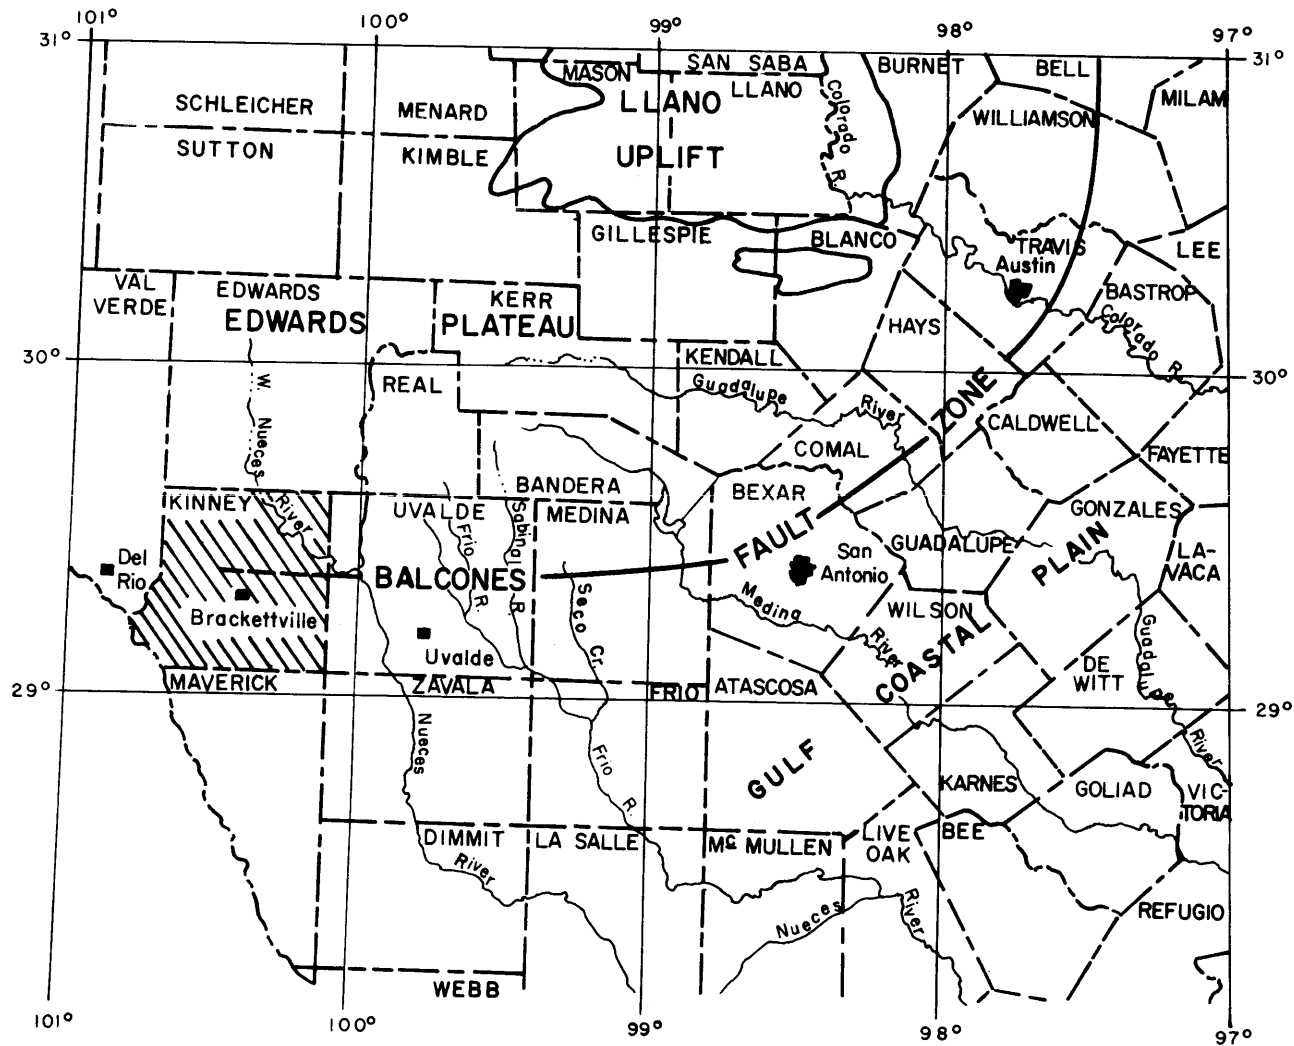 101°
100°
99°
98°
97°
31°
31°
SCHLEICHER
MENARD
MASON
SAN SABA
LLANO
BURNET
BELL
MILAM
LLANO
UPLIFT
Colorado R.
WILLIAMSON
SUTTON
KIMBLE
GILLESPIE
BLANCO
TRAVIS
Austin
LEE
VAL
VERDE
EDWARDS
KERR
EDWARDS
PLATEAU
HAYS
BASTROP
Colorado R.
30°
30°
REAL
KENDALL
Guadalupe
River
ZONE
CALDWELL
COMAL
FAYETTE
W. Nueces
River
KINNEY
UVALDE
BANDERA
MEDINA
BEXAR
GONZALES
Frio R.
Sabinal R.
FAULT
San
Antonio
GUADALUPE
PLAIN
LA-
VACA
Del
Rio
BALCONES
Seco Cr.
Medina
River
WILSON
Brackettville
Uvalde
COASTAL
Guadalupe
River
DE
WITT
29°
29°
MAVERICK
ZAVALA
FRIO
ATASCOSA
Nueces
River
Frio R.
GULF
KARNES
GOLIAD
VIC-
TORIA
DIMMIT
LA SALLE
Mc MULLEN
LIVE
OAK
BEE
Nueces
River
REFUGIO
WEBB
101°
100°
99°
98°
97°